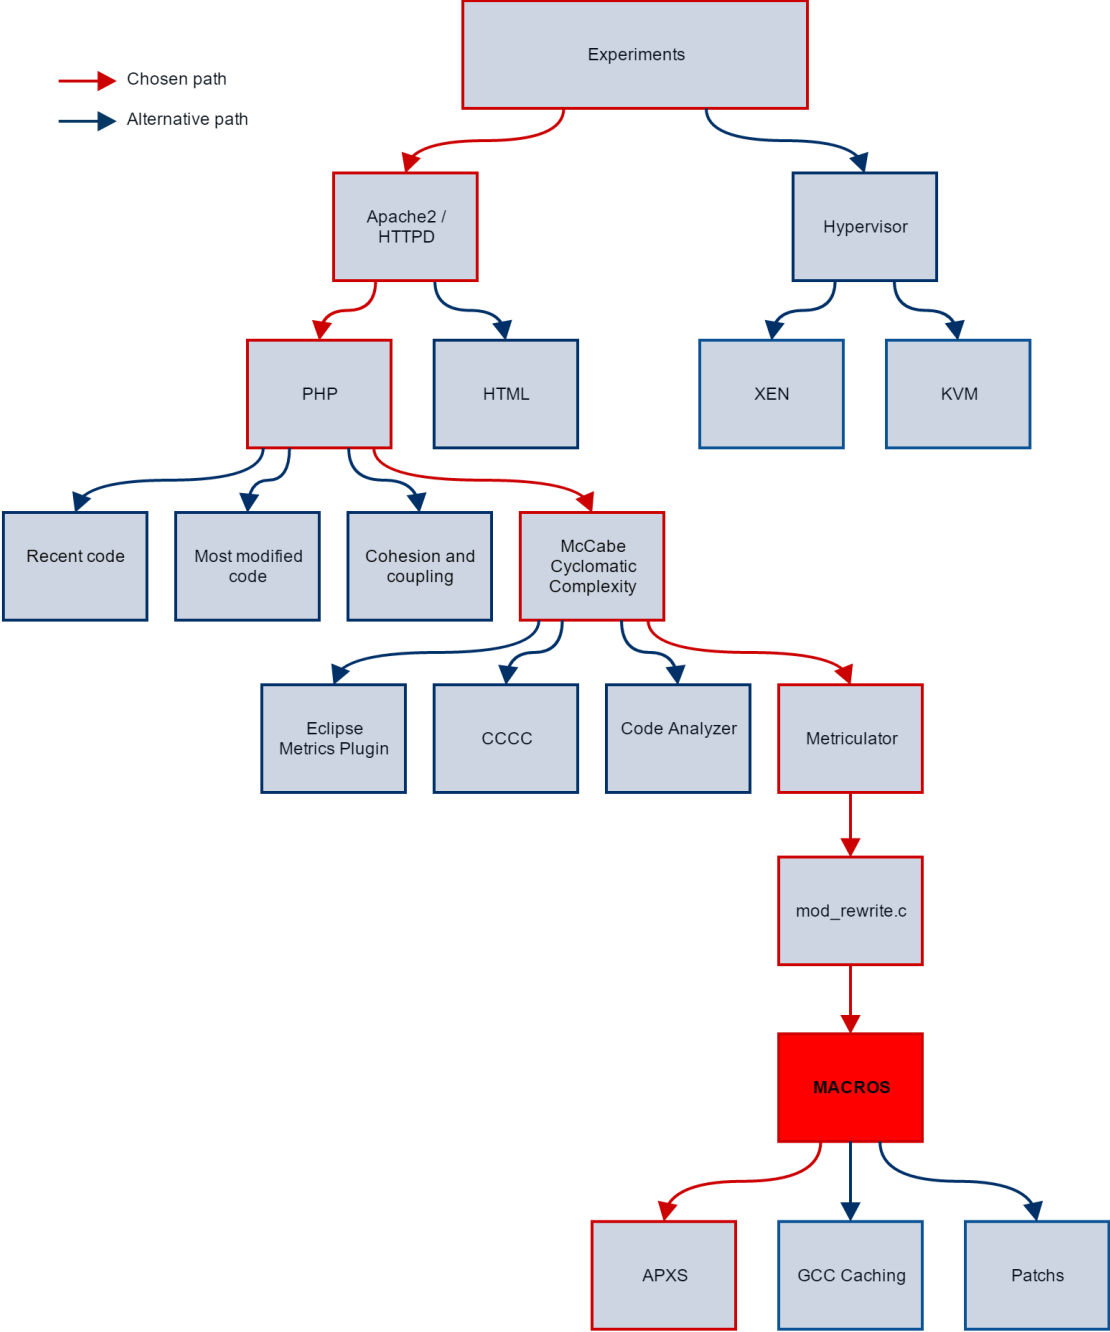 Experiments
Chosen path
Alternative path
Apache2 /
HTTPD
Hypervisor
PHP
HTML
XEN
KVM
Recent code
Most modified
code
Cohesion and
coupling
McCabe
Cyclomatic
Complexity
Eclipse
Metrics Plugin
CCCC
Code Analyzer
Metriculator
mod_rewrite.c
MACROS
APXS
GCC Caching
Patchs